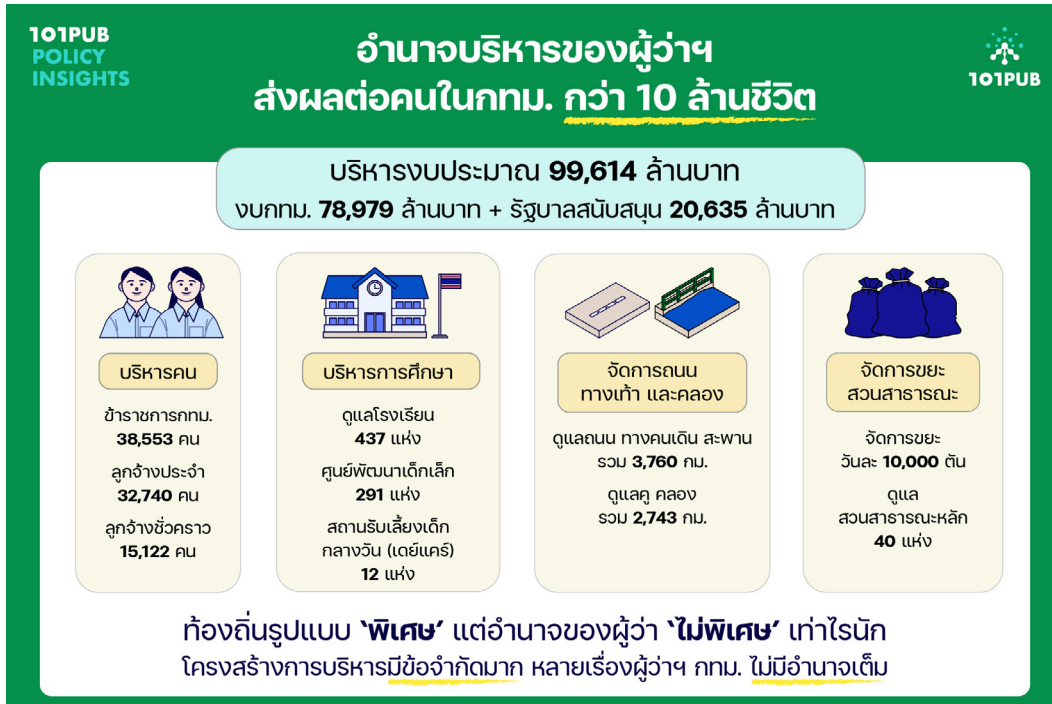 101PUB
POLICY
INSIGHTS
101PUB
อำนาจบริหารของผู้ว่าฯ
ส่งผลต่อคนในกทม. กว่า 10 ล้านชีวิต
บริหารงบประมาณ 99,614 ล้านบาท
งบกทม. 78,979 ล้านบาท + รัฐบาลสนับสนุน 20,635 ล้านบาท
บริหารคน
ข้าราชการกทม.
38,553 คน
ลูกจ้างประจำ
32,740 คน
ลูกจ้างชั่วคราว
15,122 คน
บริหารการศึกษา
ดูแลโรงเรียน
437 แห่ง
ศูนย์พัฒนาเด็กเล็ก
291 แห่ง
สถานรับเลี้ยงเด็ก
กลางวัน (เดย์แคร์)
12 แห่ง
จัดการถนน
ทางเท้า และคลอง
ดูแลถนน ทางคนเดิน สะพาน
รวม 3,760 กม.
ดูแลคู คลอง
รวม 2,743 กม.
จัดการขยะ
สวนสาธารณะ
จัดการขยะ
วันละ 10,000 ตัน
ดูแล
สวนสาธารณะหลัก
40 แห่ง
ท้องถิ่นรูปแบบ ‘พิเศษ’ แต่อำนาจของผู้ว่า ‘ไม่พิเศษ’ เท่าไรนัก
โครงสร้างการบริหารมีข้อจำกัดมาก หลายเรื่องผู้ว่าฯ กทม. ไม่มีอำนาจเต็ม